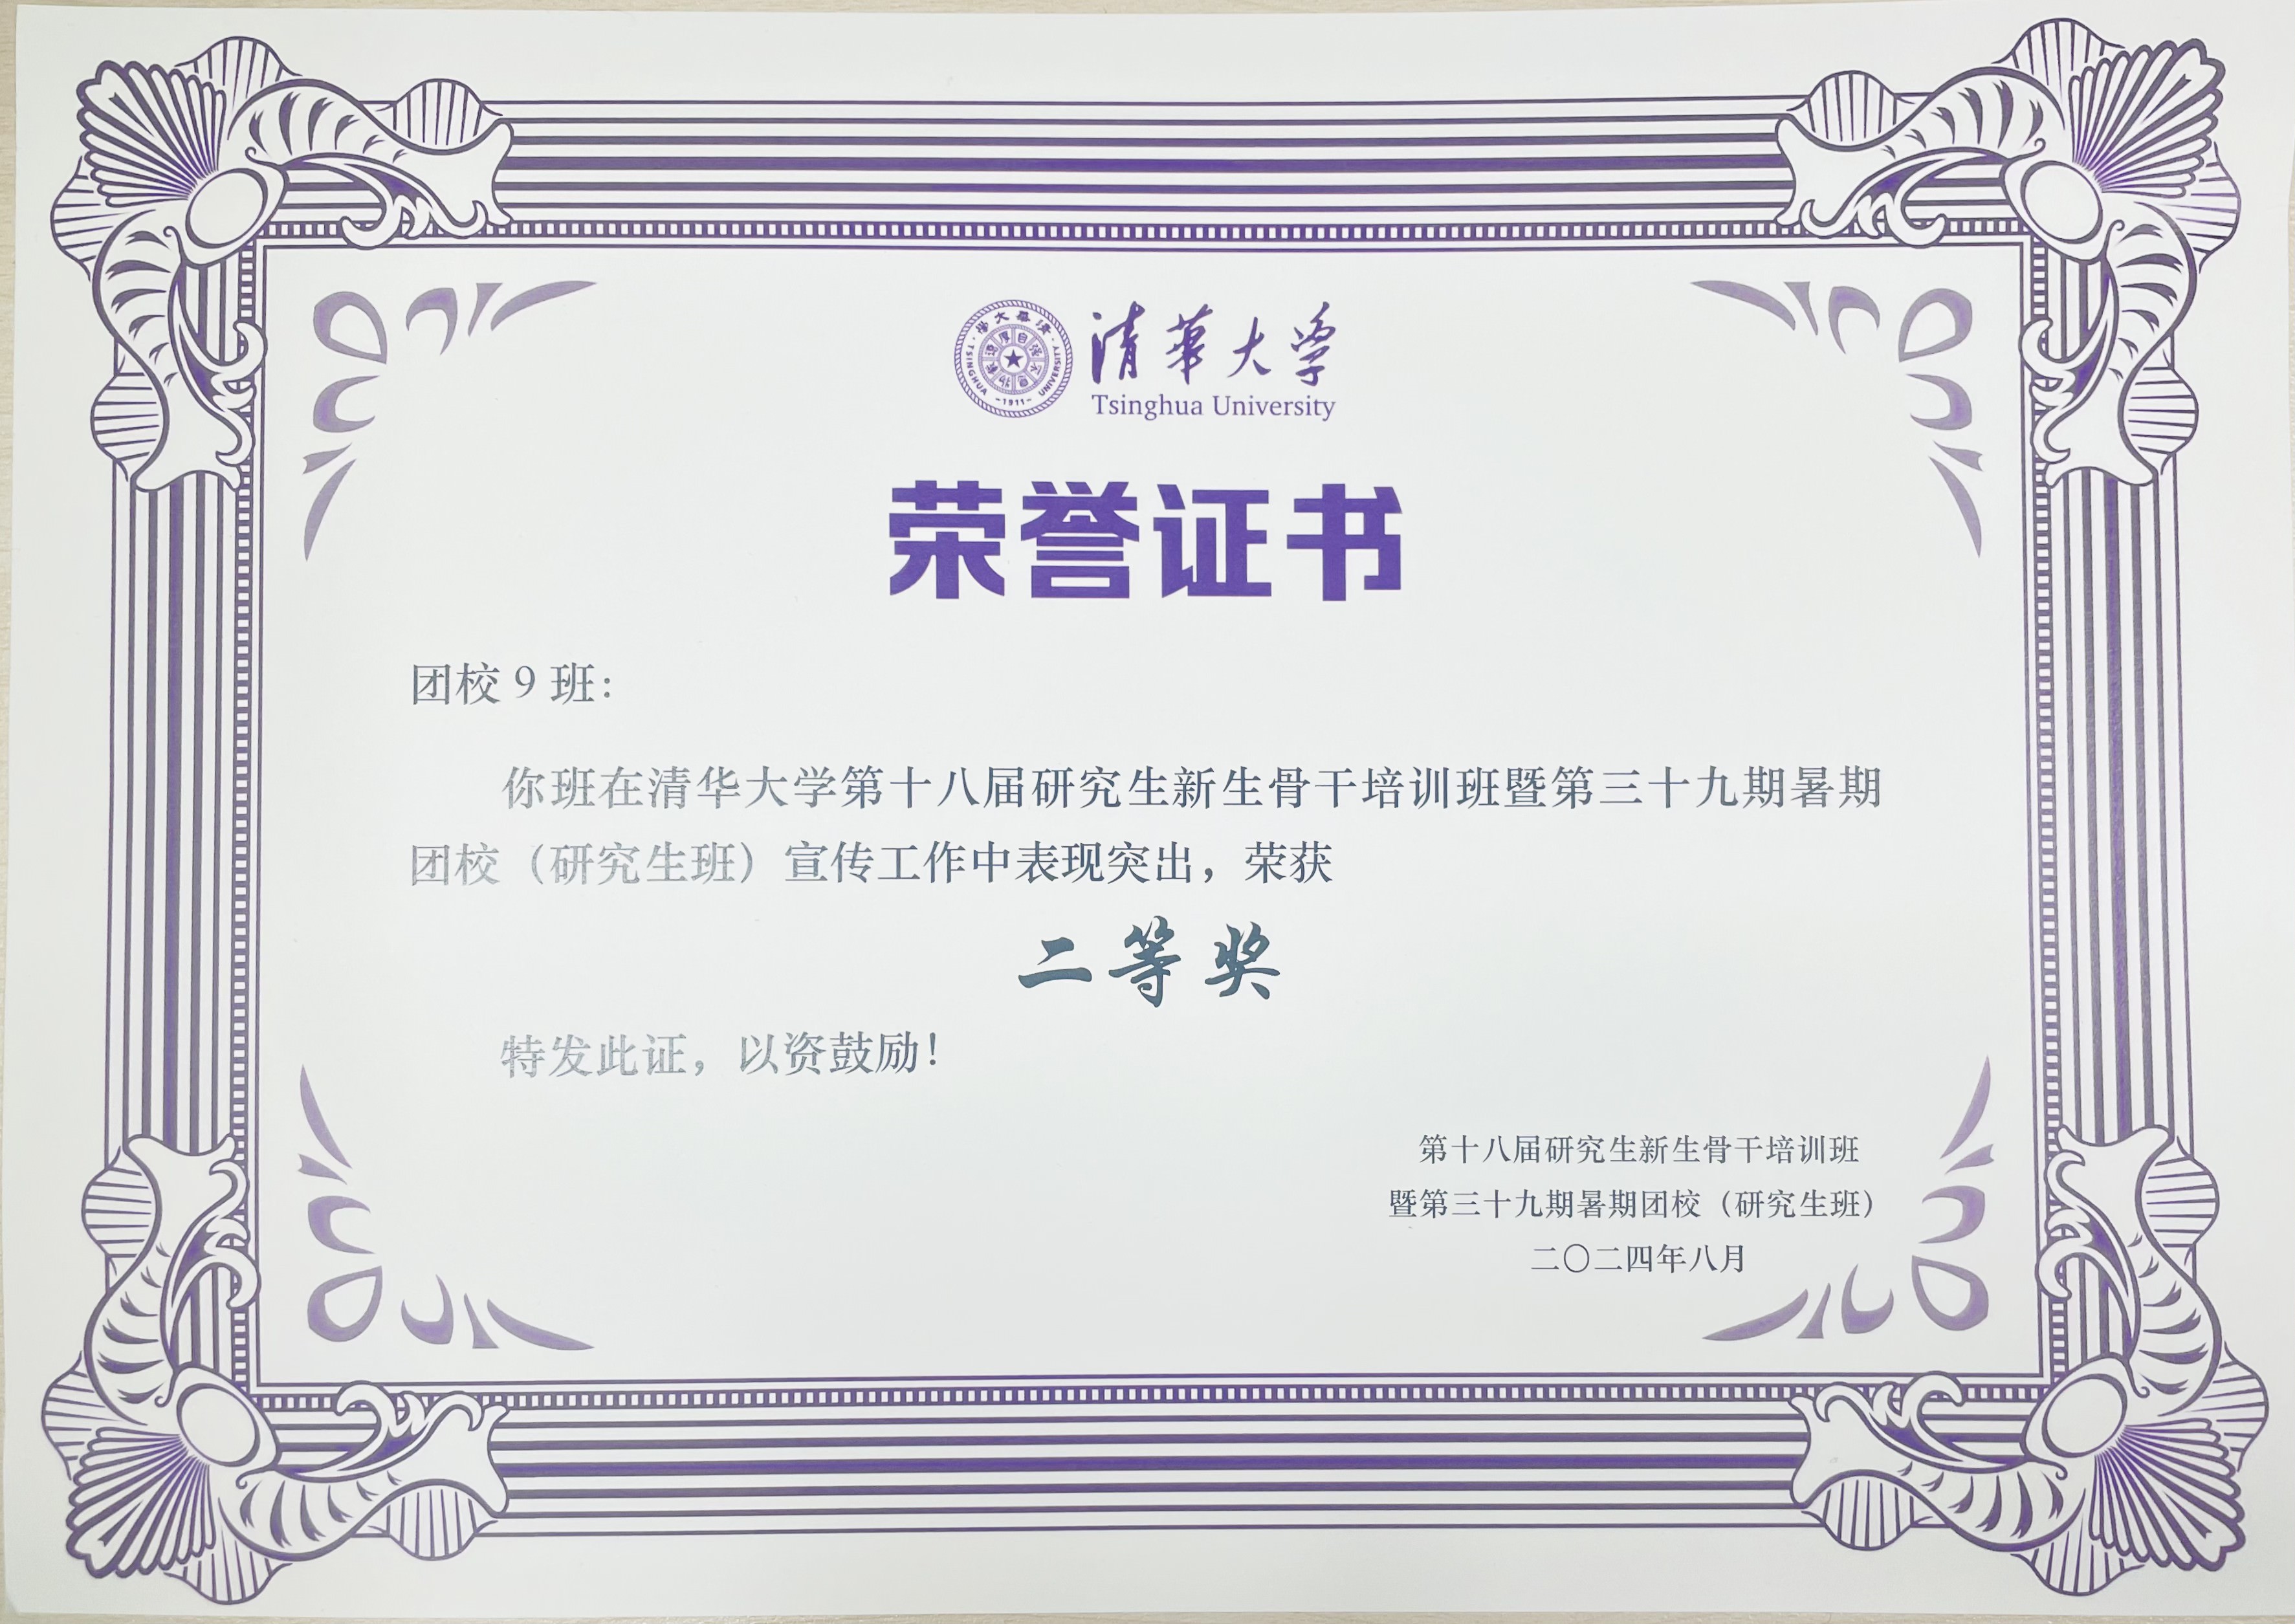 清華大学
Tsinghua University
TSINGHUA UNIVERSITY
-1911-
荣誉证书
团校 9 班：
你班在清华大学第十八届研究生新生骨干培训班暨第三十九期暑期
团校（研究生班）宣传工作中表现突出，荣获
二等奖
特发此证，以资鼓励！
第十八届研究生新生骨干培训班
暨第三十九期暑期团校（研究生班）
二〇二四年八月